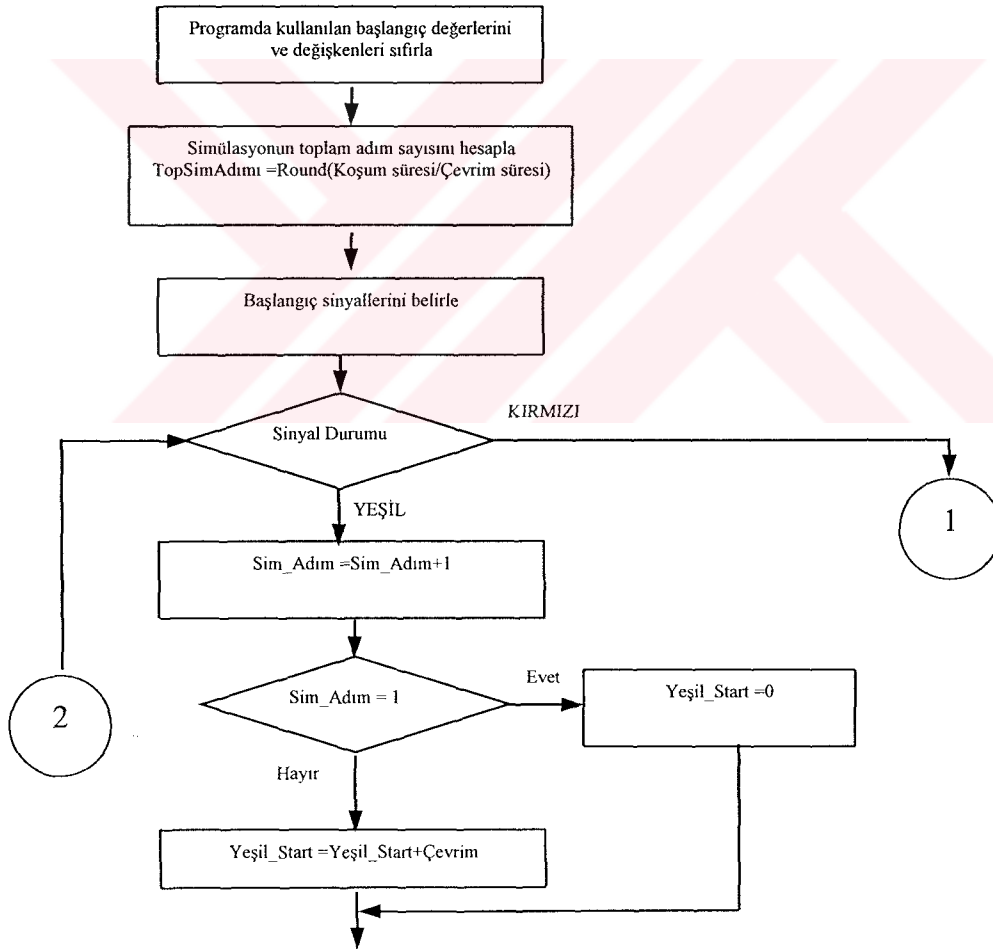 Programda kullanılan başlangıç değerlerini
ve değişkenleri sıfırla
Simülasyonun toplam adım sayısını hesapla
TopSimAdımı =Round(Koşum süresi/Çevrim süresi)
Başlangıç sinyallerini belirle
Sinyal Durumu
KIRMIZI
1
YEŞİL
Sim_Adım =Sim_Adım+1
Sim_Adım = 1
Evet
Yeşil_Start =0
2
Hayır
Yeşil_Start =Yeşil_Start+Çevrim